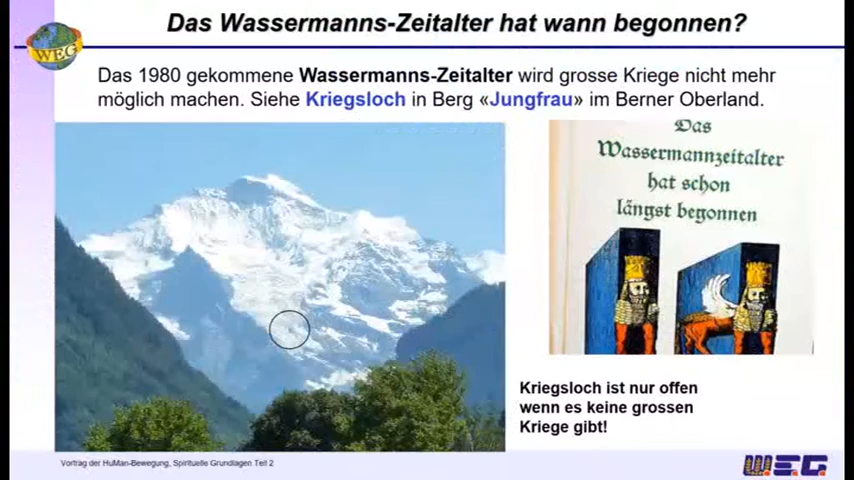 Das Wassermanns-Zeitalter hat wann begonnen?
WEG
Das 1980 gekommene Wassermanns-Zeitalter wird grosse Kriege nicht mehr
möglich machen. Siehe Kriegsloch in Berg «Jungfrau» im Berner Oberland.
Das
Wassermannzeitalter
hat schon
längst begonnen
Kriegsloch ist nur offen
wenn es keine grossen
Kriege gibt!
Vortrag der HuMan-Bewegung, Spirituelle Grundlagen Teil 2
W.E.G.